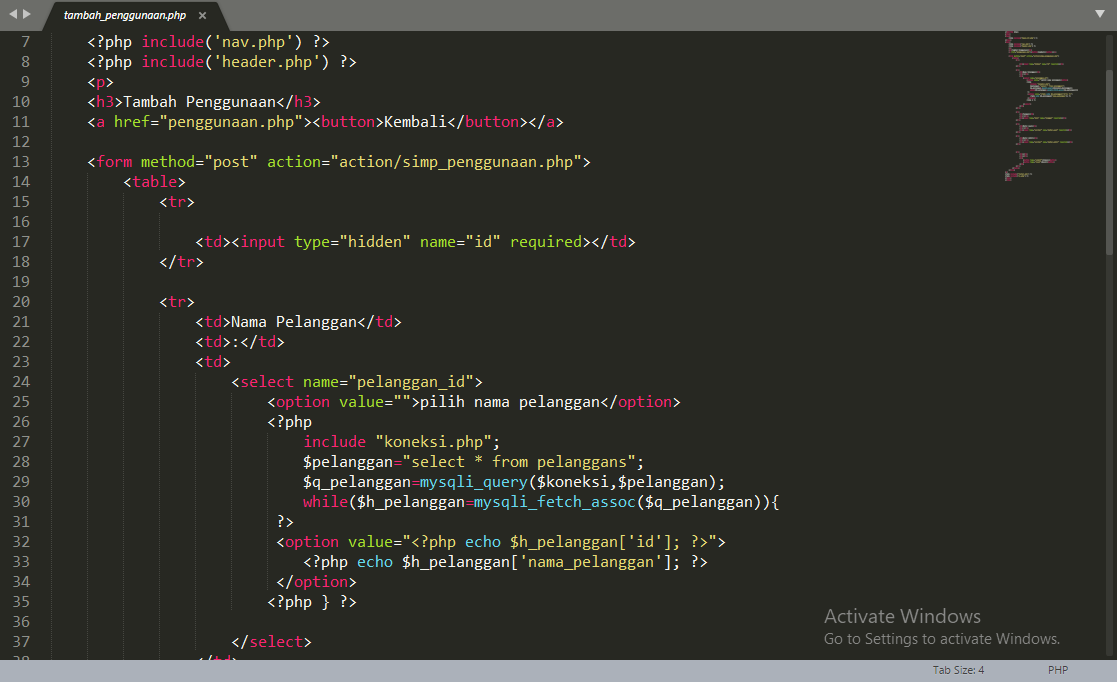 tambah_penggunaan.php ×
7 <?php include('nav.php') ?>
8 <?php include('header.php') ?>
9 <p>
10 <h3>Tambah Penggunaan</h3>
11 <a href="penggunaan.php"><button>Kembali</button></a>
12
13 <form method="post" action="action/simp_penggunaan.php">
14 <table>
15 <tr>
16
17 <td><input type="hidden" name="id" required></td>
18 </tr>
19
20 <tr>
21 <td>Nama Pelanggan</td>
22 <td>:</td>
23 <td>
24 <select name="pelanggan_id">
25 <option value="">pilih nama pelanggan</option>
26 <?php
27 include "koneksi.php";
28 $pelanggan="select * from pelanggans";
29 $q_pelanggan=mysqli_query($koneksi,$pelanggan);
30 while($h_pelanggan=mysqli_fetch_assoc($q_pelanggan)){
31 ?>
32 <option value="<?php echo $h_pelanggan['id']; ?>">
33 <?php echo $h_pelanggan['nama_pelanggan']; ?>
34 </option>
35 <?php } ?>
36
37 </select>
38 </td>
Activate Windows
Go to Settings to activate Windows.
Tab Size: 4 PHP